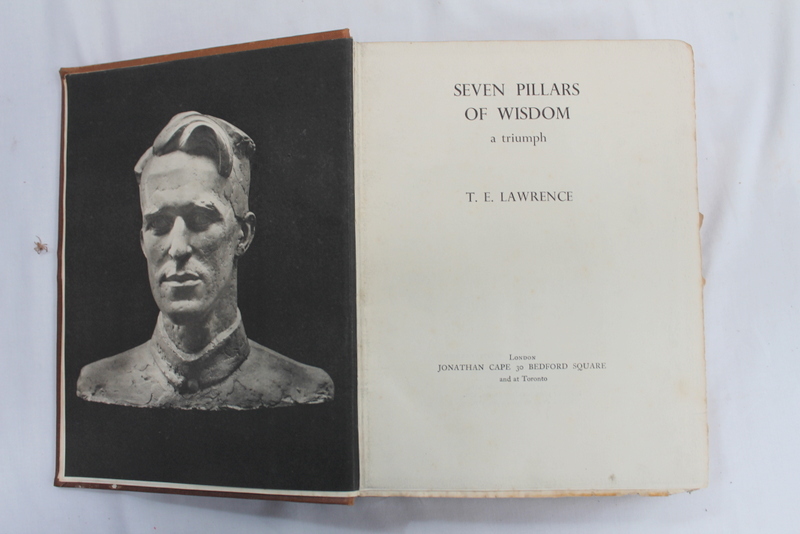 SEVEN PILLARS
OF WISDOM
a triumph
T. E. LAWRENCE
London
JONATHAN CAPE 30 BEDFORD SQUARE
and at Toronto